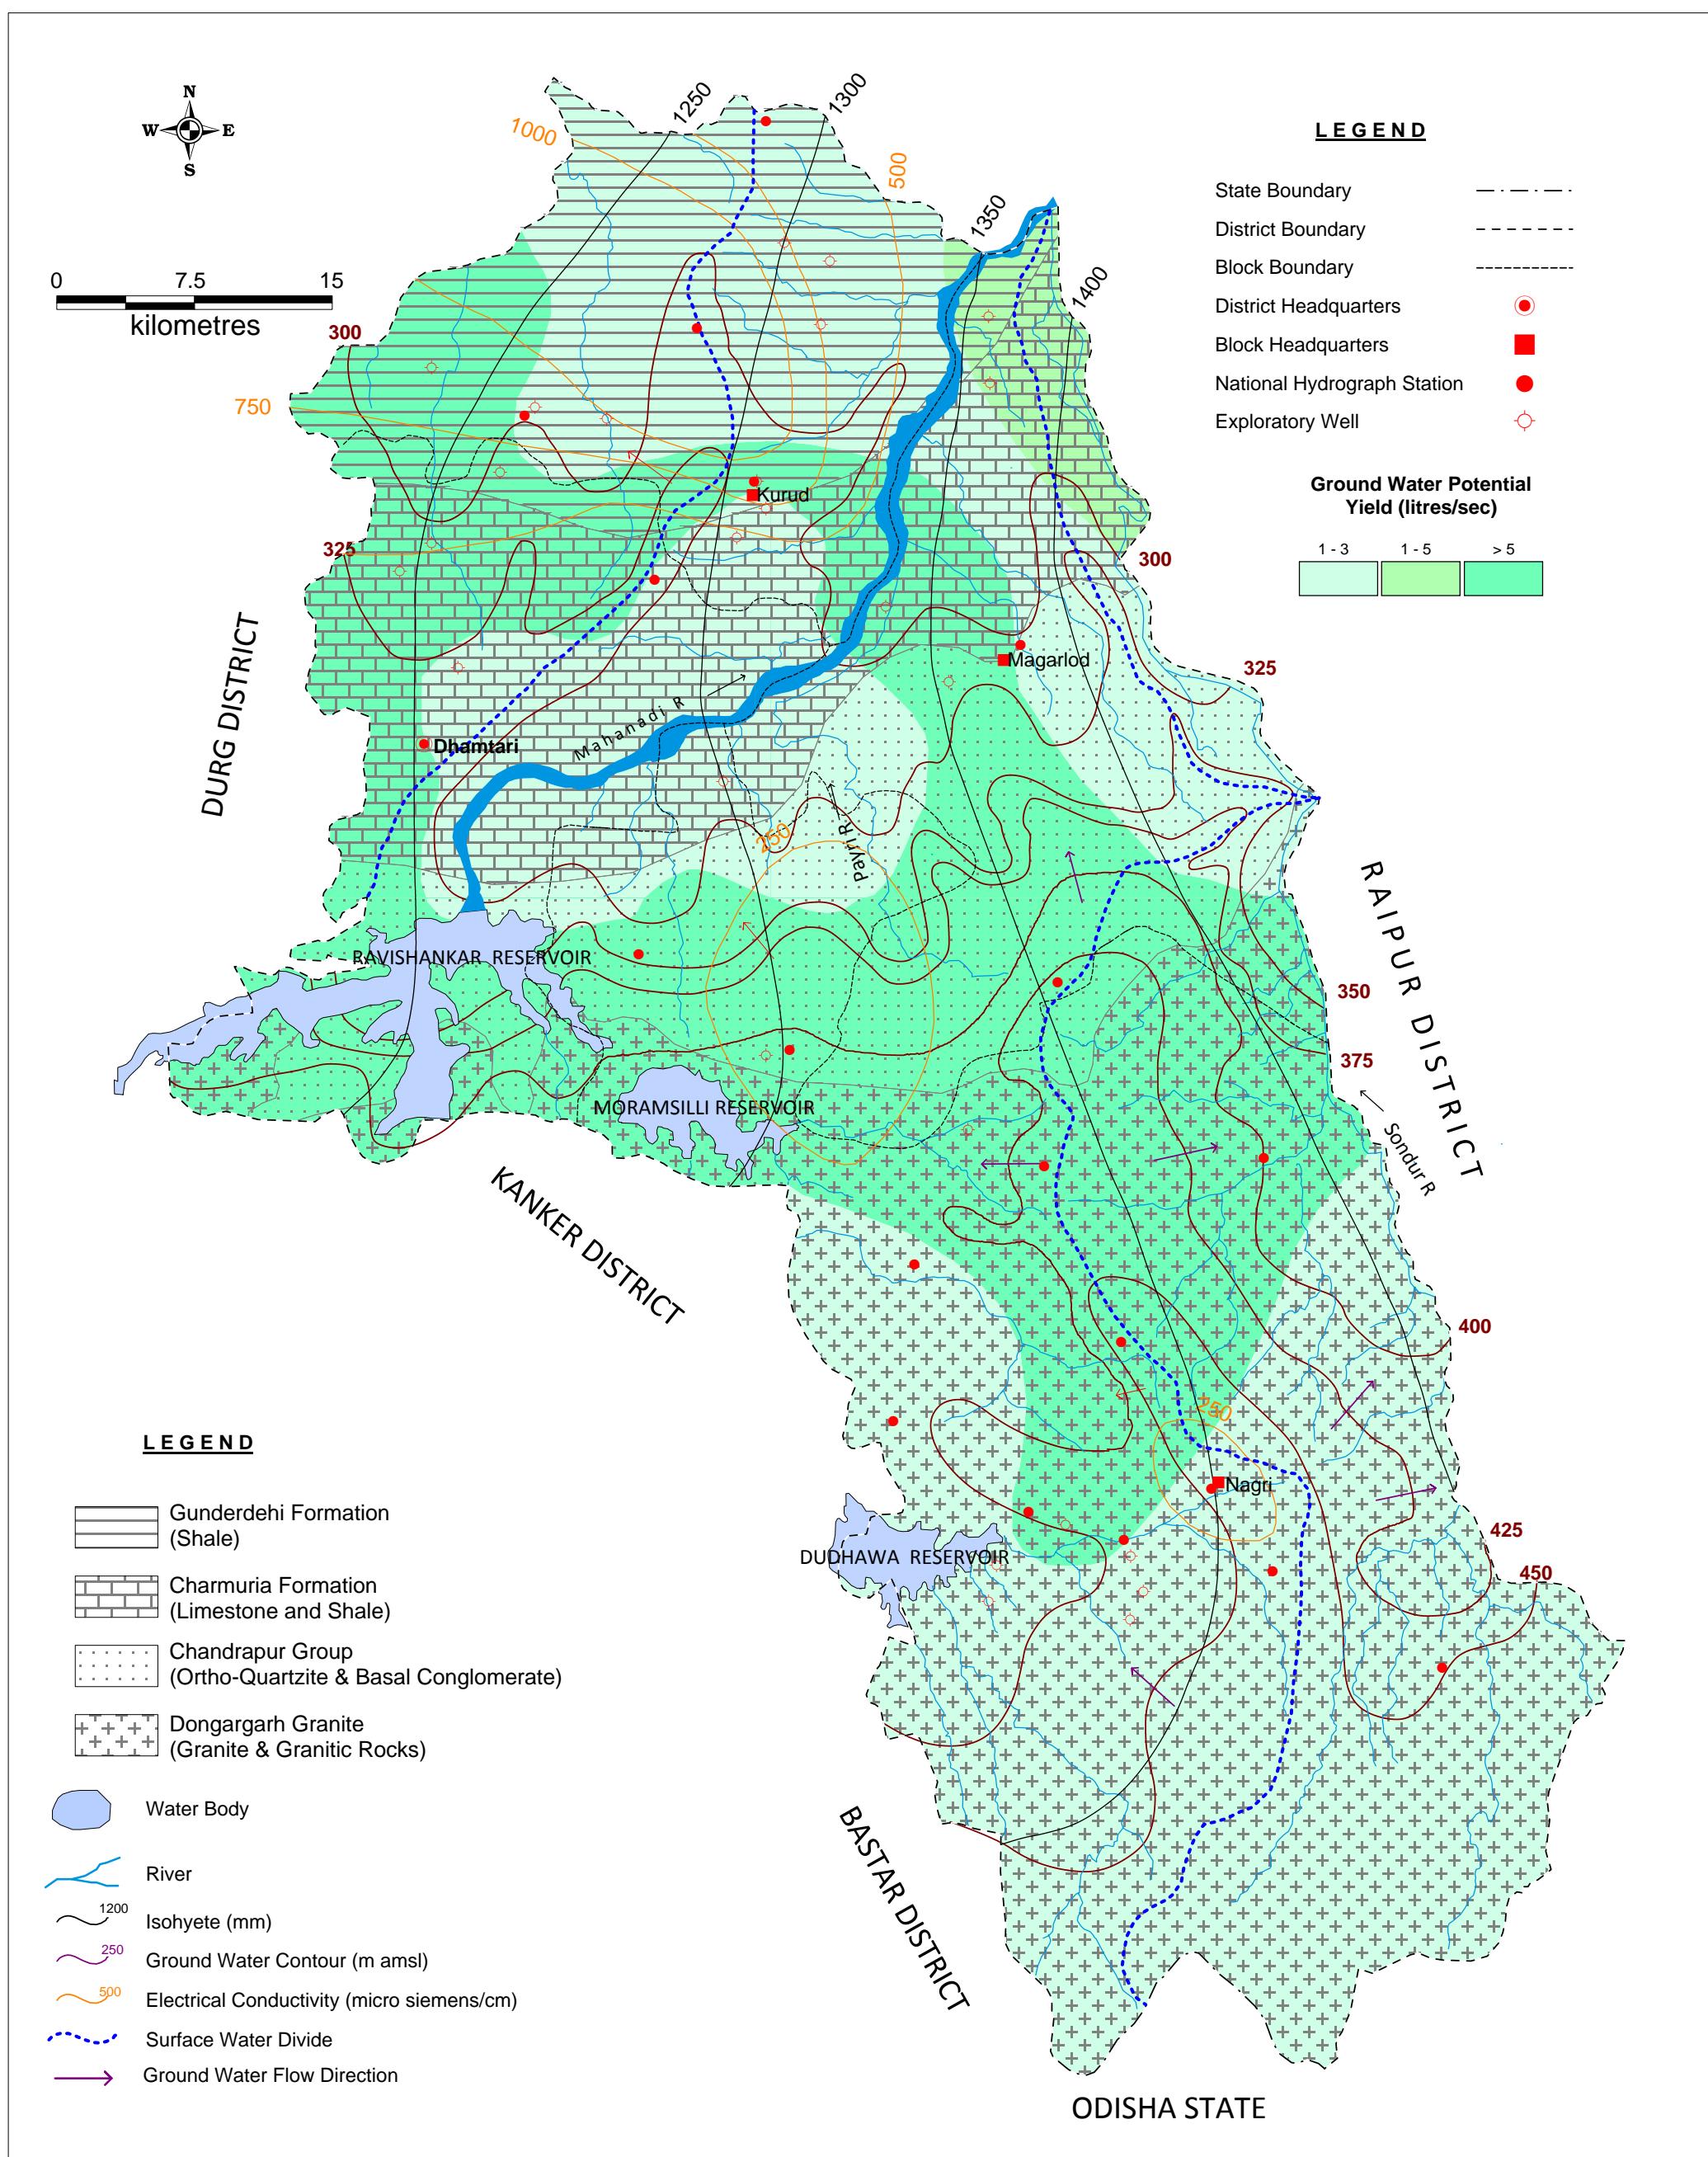 N
W E
S
0 7.5 15
kilometres
1000
1250
1300
500
1350
1400
300
750
325
300
325
350
375
400
425
450
250
250
LEGEND
State Boundary
District Boundary
Block Boundary
District Headquarters
Block Headquarters
National Hydrograph Station
Exploratory Well
Ground Water Potential
Yield (litres/sec)
1 - 3 1 - 5 > 5
Kurud
Magarlod
Dhamtari
Mahanadi R
Payri R
DURG DISTRICT
RAIPUR DISTRICT
RAVISHANKAR RESERVOIR
MORAMSILLI RESERVOIR
Sondur R
KANKER DISTRICT
Nagri
DUDHAWA RESERVOIR
BASTAR DISTRICT
ODISHA STATE
LEGEND
Gunderdehi Formation
(Shale)
Charmuria Formation
(Limestone and Shale)
Chandrapur Group
(Ortho-Quartzite & Basal Conglomerate)
Dongargarh Granite
(Granite & Granitic Rocks)
Water Body
River
1200
Isohyete (mm)
250
Ground Water Contour (m amsl)
500
Electrical Conductivity (micro siemens/cm)
Surface Water Divide
Ground Water Flow Direction